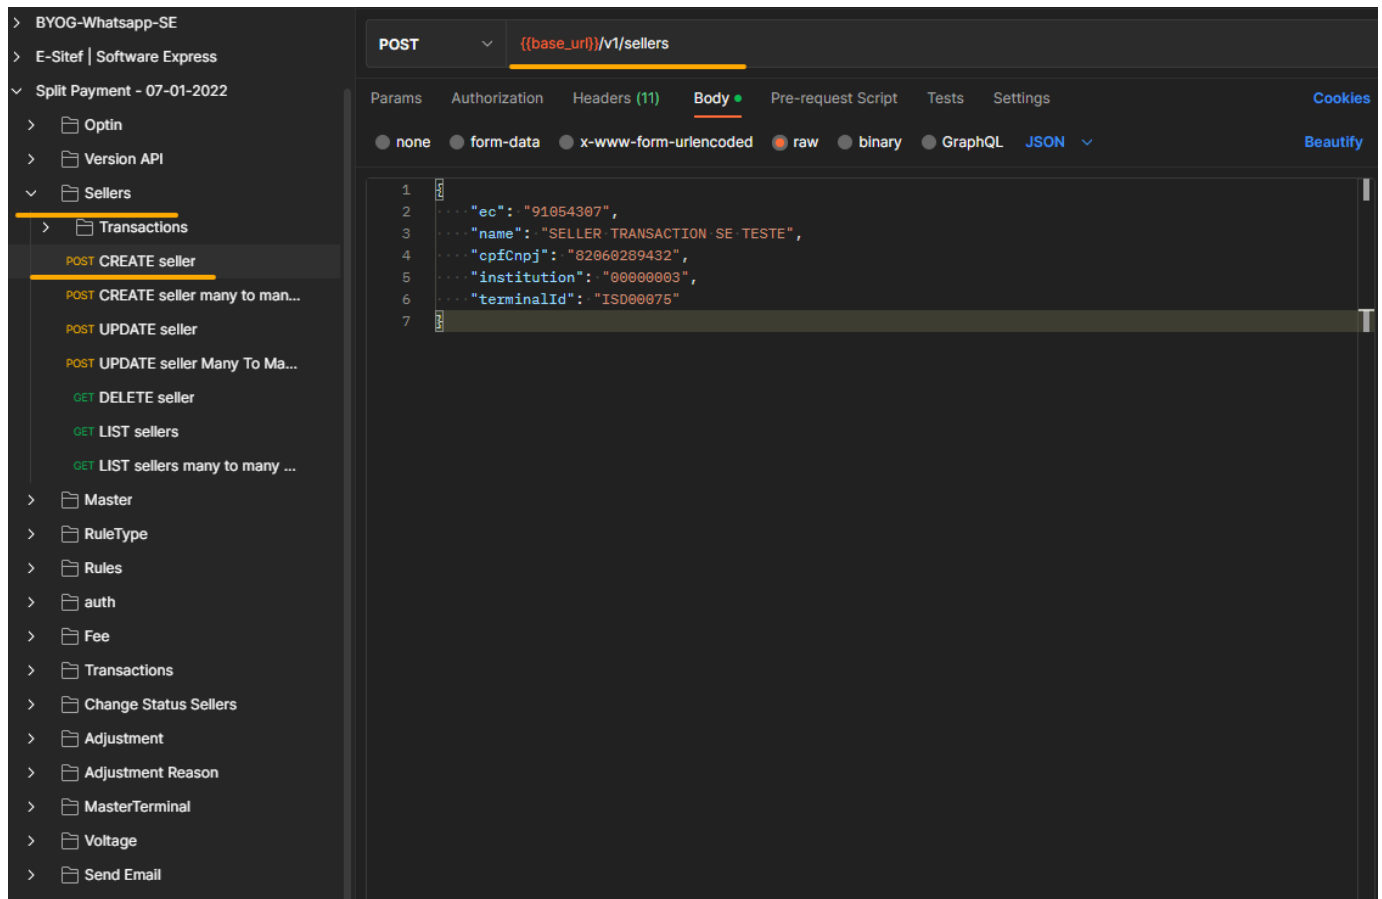 BYOG-Whatsapp-SE
E-Sitef | Software Express
Split Payment - 07-01-2022
Optin
Version API
Sellers
Transactions
POST CREATE seller
POST CREATE seller many to man...
POST UPDATE seller
POST UPDATE seller Many To Ma...
GET DELETE seller
GET LIST sellers
GET LIST sellers many to many ...
Master
RuleType
Rules
auth
Fee
Transactions
Change Status Sellers
Adjustment
Adjustment Reason
MasterTerminal
Voltage
Send Email
POST {{base_url}}/v1/sellers
Params Authorization Headers (11) Body Pre-request Script Tests Settings Cookies
none form-data x-www-form-urlencoded raw binary GraphQL JSON Beautify
1 {
2 "ec": "91054307",
3 "name": "SELLER TRANSACTION SE TESTE",
4 "cpfCnpj": "82060289432",
5 "institution": "00000003",
6 "terminalId": "ISD00075"
7 }